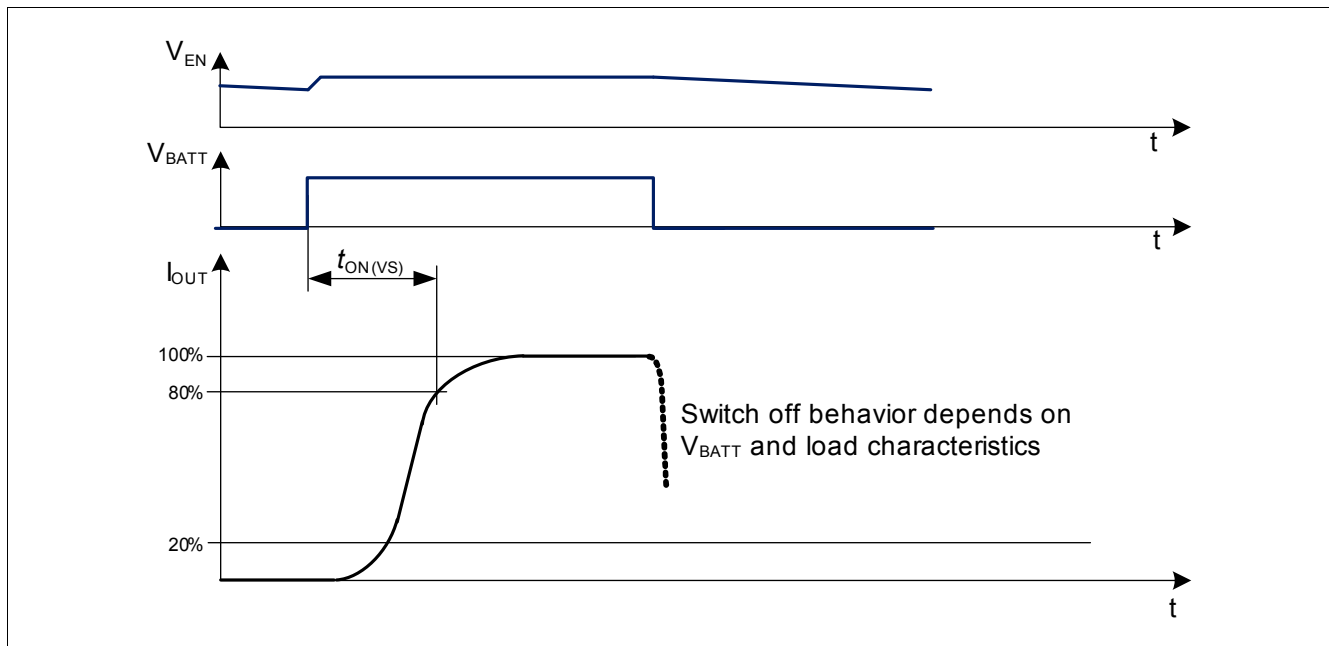 VEN
t
VBATT
t
IOUT
tON(VS)
100%
80%
Switch off behavior depends on
VBATT and load characteristics
20%
t